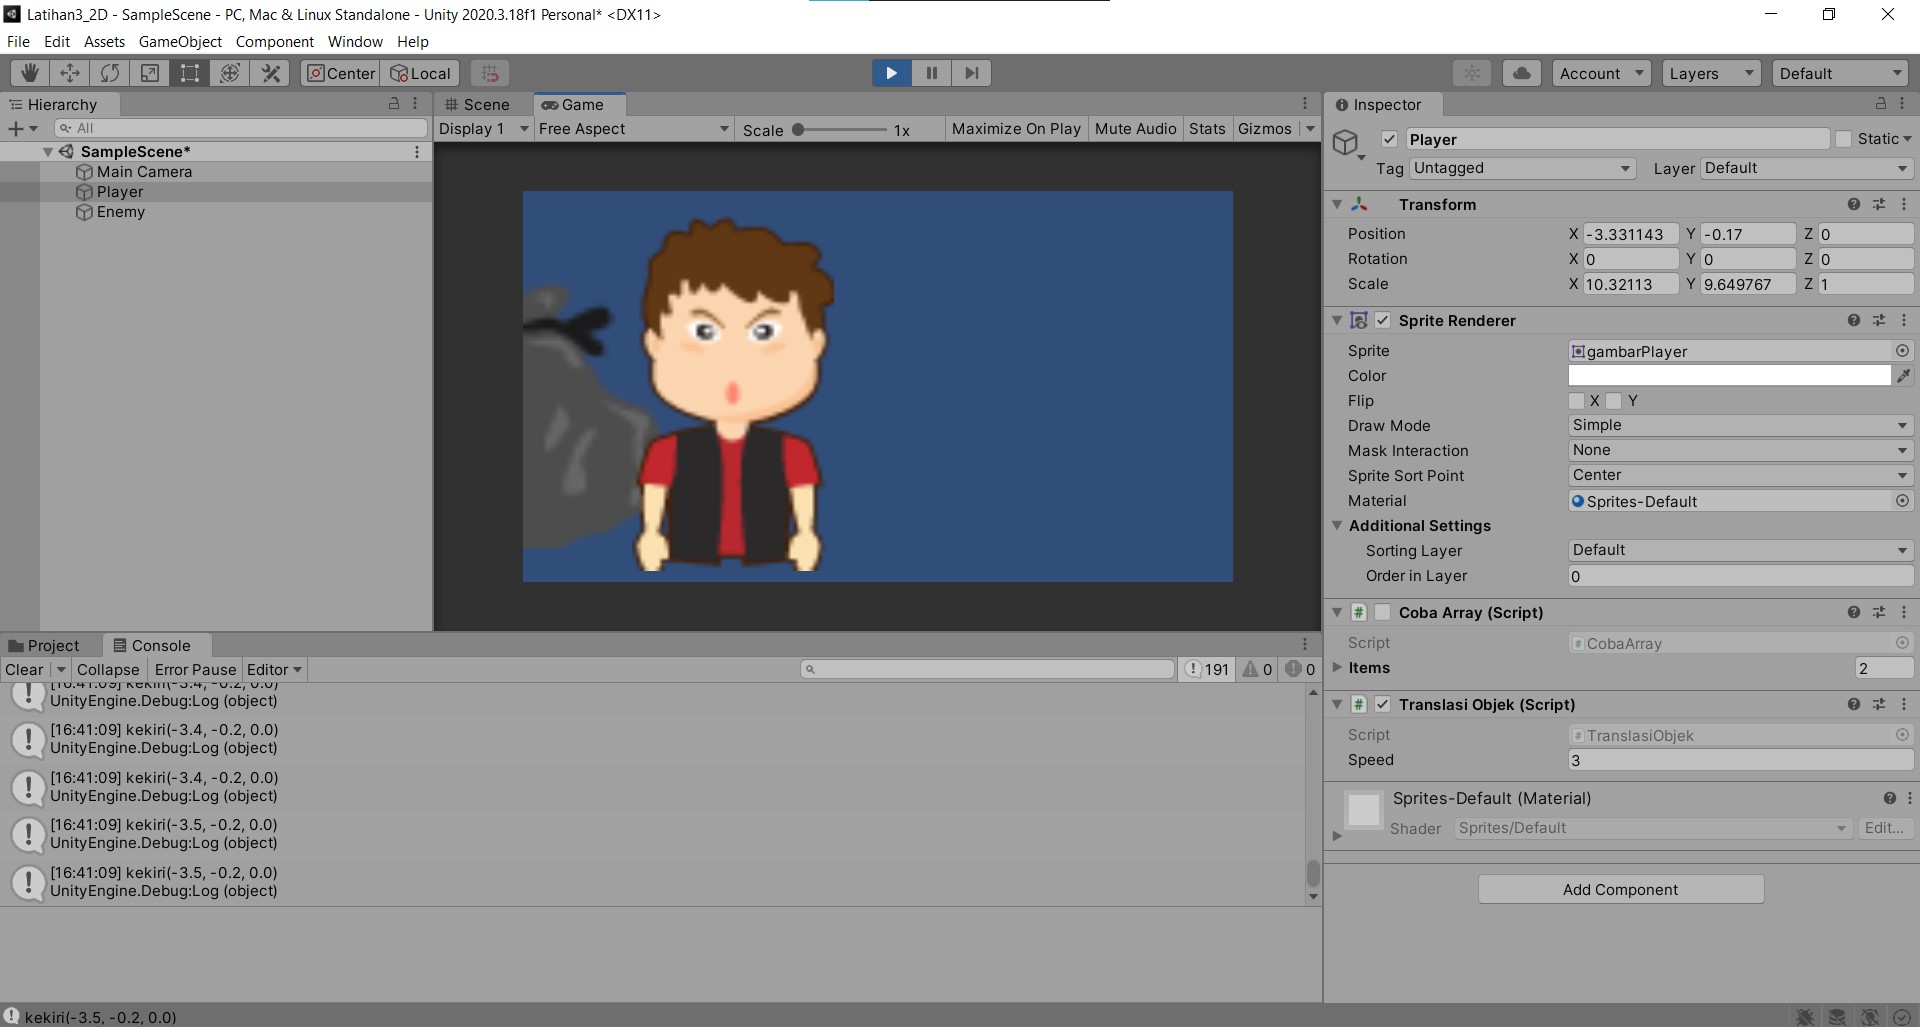 Latihan3_2D - SampleScene - PC, Mac & Linux Standalone - Unity 2020.3.18f1 Personal* <DX11>
File Edit Assets GameObject Component Window Help
Center Local Account Layers Default
Hierarchy
All
SampleScene*
Main Camera
Player
Enemy
Scene Game
Display 1 Free Aspect Scale 1x Maximize On Play Mute Audio Stats Gizmos
Project Console
Clear Collapse Error Pause Editor 191 0 0
[16:41:09] kekiri(-3.4, -0.2, 0.0)
UnityEngine.Debug:Log (object)
[16:41:09] kekiri(-3.4, -0.2, 0.0)
UnityEngine.Debug:Log (object)
[16:41:09] kekiri(-3.4, -0.2, 0.0)
UnityEngine.Debug:Log (object)
[16:41:09] kekiri(-3.5, -0.2, 0.0)
UnityEngine.Debug:Log (object)
[16:41:09] kekiri(-3.5, -0.2, 0.0)
UnityEngine.Debug:Log (object)
kekiri(-3.5, -0.2, 0.0)
Inspector
Player Static
Tag Untagged Layer Default
Transform
Position X -3.331143 Y -0.17 Z 0
Rotation X 0 Y 0 Z 0
Scale X 10.32113 Y 9.649767 Z 1
Sprite Renderer
Sprite gambarPlayer
Color
Flip X Y
Draw Mode Simple
Mask Interaction None
Sprite Sort Point Center
Material Sprites-Default
Additional Settings
Sorting Layer Default
Order in Layer 0
# Coba Array (Script)
Script # CobaArray
Items 2
# Translasi Objek (Script)
Script # TranslasiObjek
Speed 3
Sprites-Default (Material)
Shader Sprites/Default Edit...
Add Component